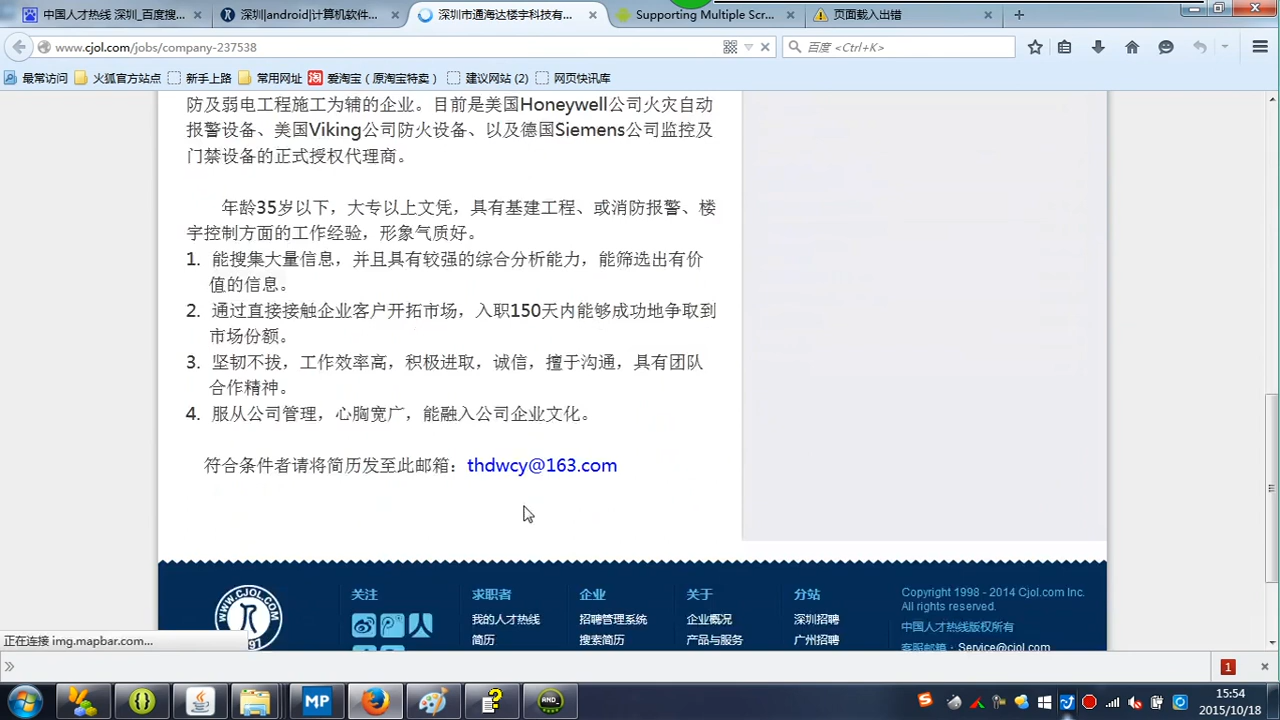 中国人才热线 深圳_百度搜...
深圳|android|计算机软件...
深圳市通海达楼宇科技有...
Supporting Multiple Scr...
页面载入出错
www.cjol.com/jobs/company-237538
百度 <Ctrl+K>
最常访问 火狐官方站点 新手上路 常用网址 淘 爱淘宝（原淘宝特卖） 建议网站 (2) 网页快讯库
防及弱电工程施工为辅的企业。目前是美国Honeywell公司火灾自动
报警设备、美国Viking公司防火设备、以及德国Siemens公司监控及
门禁设备的正式授权代理商。
年龄35岁以下，大专以上文凭，具有基建工程、或消防报警、楼
宇控制方面的工作经验，形象气质好。
1. 能搜集大量信息，并且具有较强的综合分析能力，能筛选出有价
值的信息。
2. 通过直接接触企业客户开拓市场，入职150天内能够成功地争取到
市场份额。
3. 坚韧不拔，工作效率高，积极进取，诚信，擅于沟通，具有团队
合作精神。
4. 服从公司管理，心胸宽广，能融入公司企业文化。
符合条件者请将简历发至此邮箱：thdwcy@163.com
WWW.CJOL.COM
关注 求职者 企业 关于 分站
我的人才热线 招聘管理系统 企业概况 深圳招聘
简历 搜索简历 产品与服务 广州招聘
Copyright 1998 - 2014 Cjol.com Inc.
All rights reserved.
中国人才热线版权所有
客服邮箱：Service@cjol.com
正在连接 img.mapbar.com...
1
MP
AND_
15:54
2015/10/18